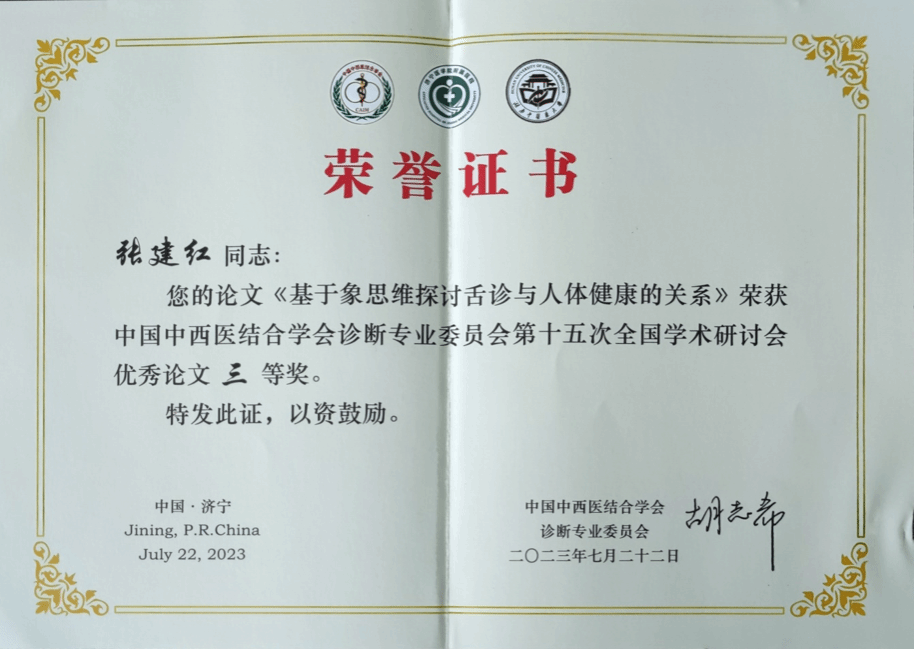 CAIM
荣誉证书
张建红 同志:
您的论文《基于象思维探讨舌诊与人体健康的关系》荣获
中国中西医结合学会诊断专业委员会第十五次全国学术研讨会
优秀论文 三 等奖。
特发此证，以资鼓励。
中国·济宁
Jining, P.R.China
July 22, 2023
中国中西医结合学会
诊断专业委员会
二〇二三年七月二十二日
胡志希